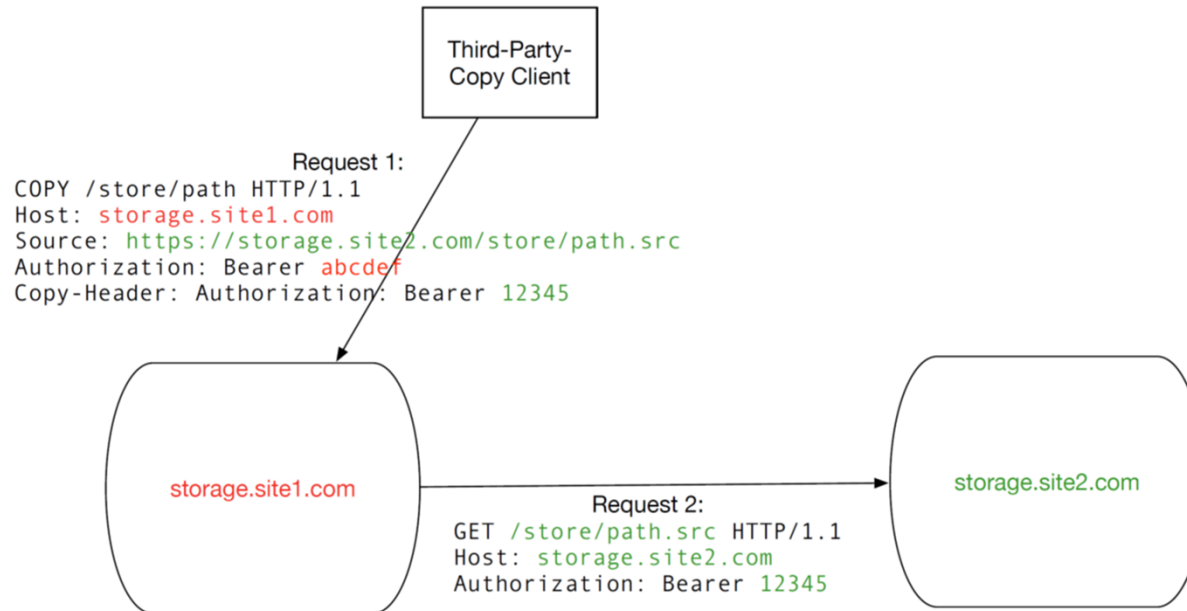 Third-Party-
Copy Client
Request 1:
COPY /store/path HTTP/1.1
Host: storage.site1.com
Source: https://storage.site2.com/store/path.src
Authorization: Bearer abcdef
Copy-Header: Authorization: Bearer 12345
storage.site1.com
storage.site2.com
Request 2:
GET /store/path.src HTTP/1.1
Host: storage.site2.com
Authorization: Bearer 12345